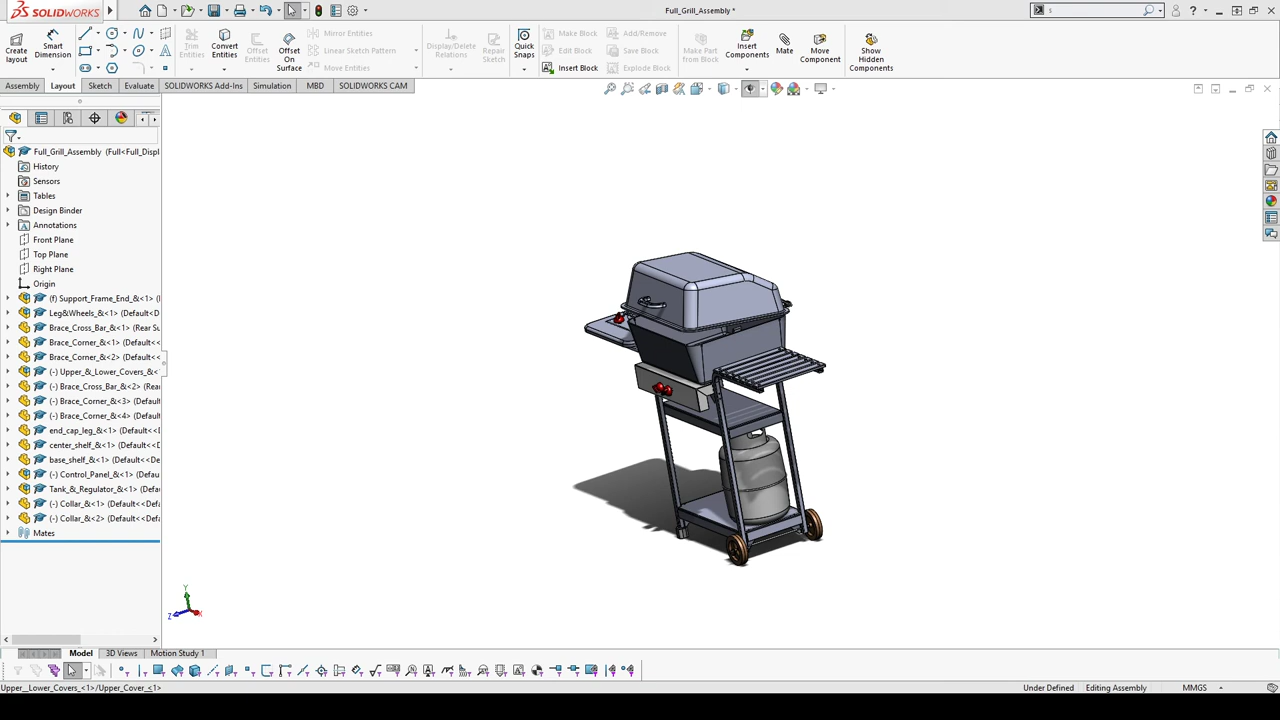 SOLIDWORKS
Full_Grill_Assembly *
s
Create Layout
Smart Dimension
Trim Entities
Convert Entities
Offset Entities
Offset On Surface
Mirror Entities
Linear Sketch Pattern
Move Entities
Display/Delete Relations
Repair Sketch
Quick Snaps
Make Block
Edit Block
Insert Block
Add/Remove
Save Block
Explode Block
Make Part from Block
Insert Components
Mate
Move Component
Show Hidden Components
Assembly
Layout
Sketch
Evaluate
SOLIDWORKS Add-Ins
Simulation
MBD
SOLIDWORKS CAM
Full_Grill_Assembly (Full<Full_Displ
History
Sensors
Tables
Design Binder
Annotations
Front Plane
Top Plane
Right Plane
Origin
(f) Support_Frame_End_&<1> (
Leg&Wheels_&<1> (Default<D
Brace_Cross_Bar_&<1> (Rear Su
Brace_Corner_&<1> (Default<<
Brace_Corner_&<2> (Default<<
(-) Upper_&_Lower_Covers_&<
(-) Brace_Cross_Bar_&<2> (Rea
(-) Brace_Corner_&<3> (Defaul
(-) Brace_Corner_&<4> (Defaul
end_cap_leg_&<1> (Default<<
center_shelf_&<1> (Default<<D
base_shelf_&<1> (Default<<De
(-) Control_Panel_&<1> (Defau
Tank_&_Regulator_&<1> (Defa
(-) Collar_&<1> (Default<<Defa
(-) Collar_&<2> (Default<<Defa
Mates
Y
Z
X
Model
3D Views
Motion Study 1
Upper__Lower_Covers_<1>/Upper_Cover_<1>
Under Defined
Editing Assembly
MMGS